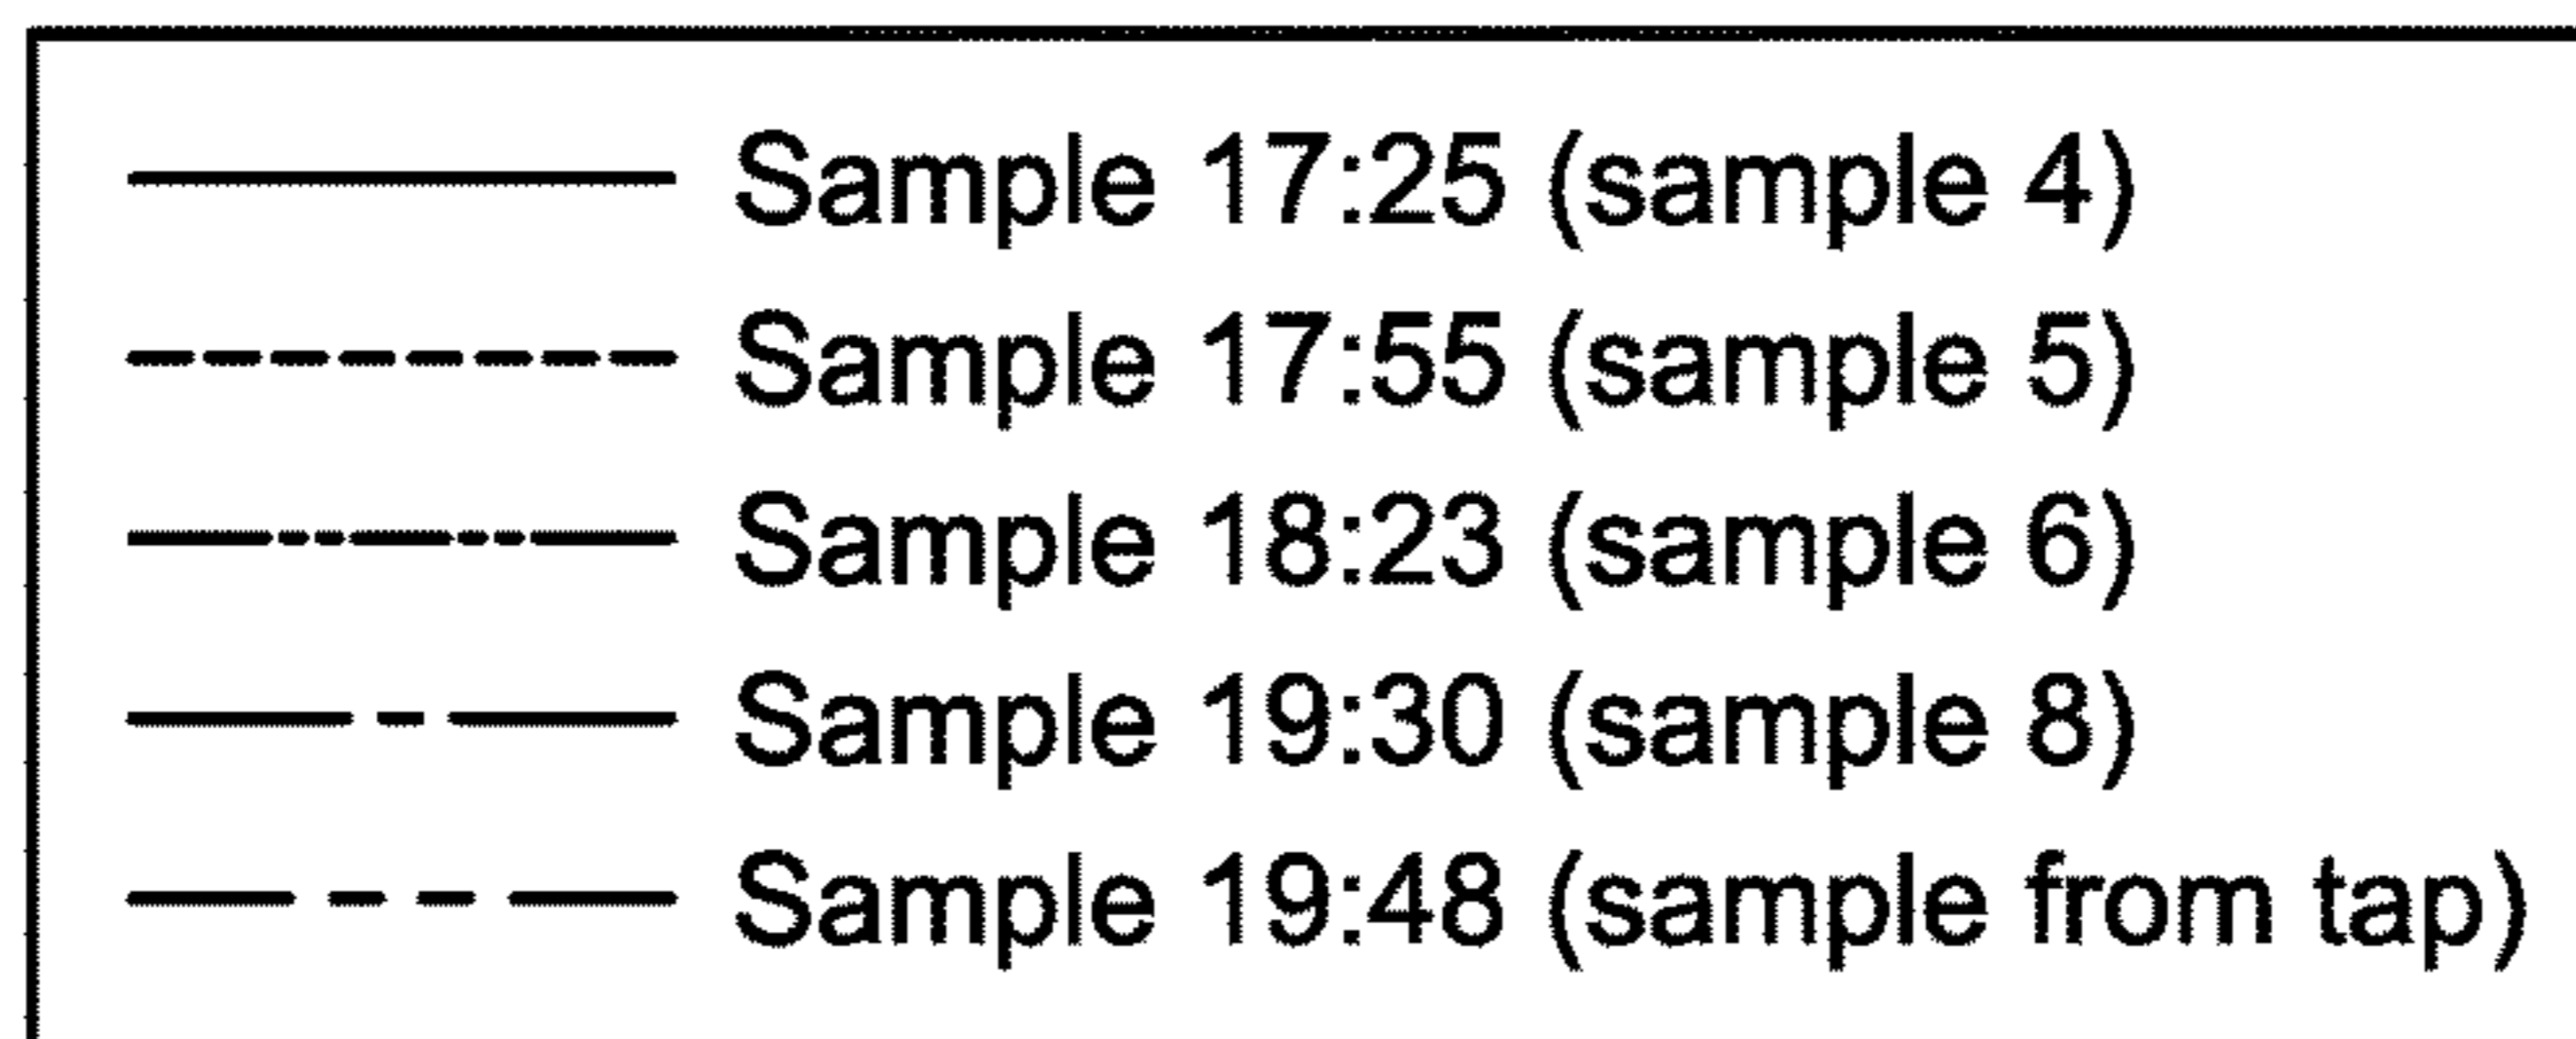 Sample 17:25 (sample 4)
Sample 17:55 (sample 5)
Sample 18:23 (sample 6)
Sample 19:30 (sample 8)
Sample 19:48 (sample from tap)